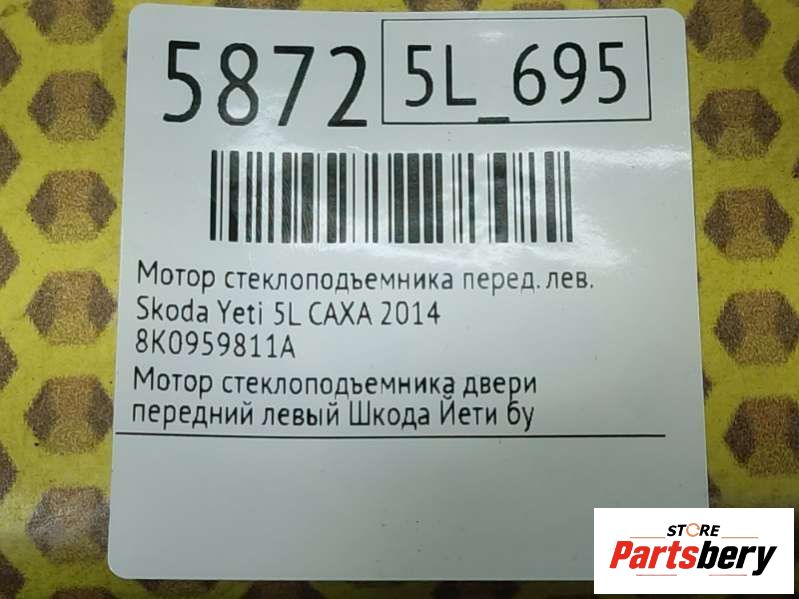 5872 5L_695
Мотор стеклоподъемника перед. лев.
Skoda Yeti 5L CAXA 2014
8K0959811A
Мотор стеклоподъемника двери
передний левый Шкода Йети бу
STORE
Partsbery